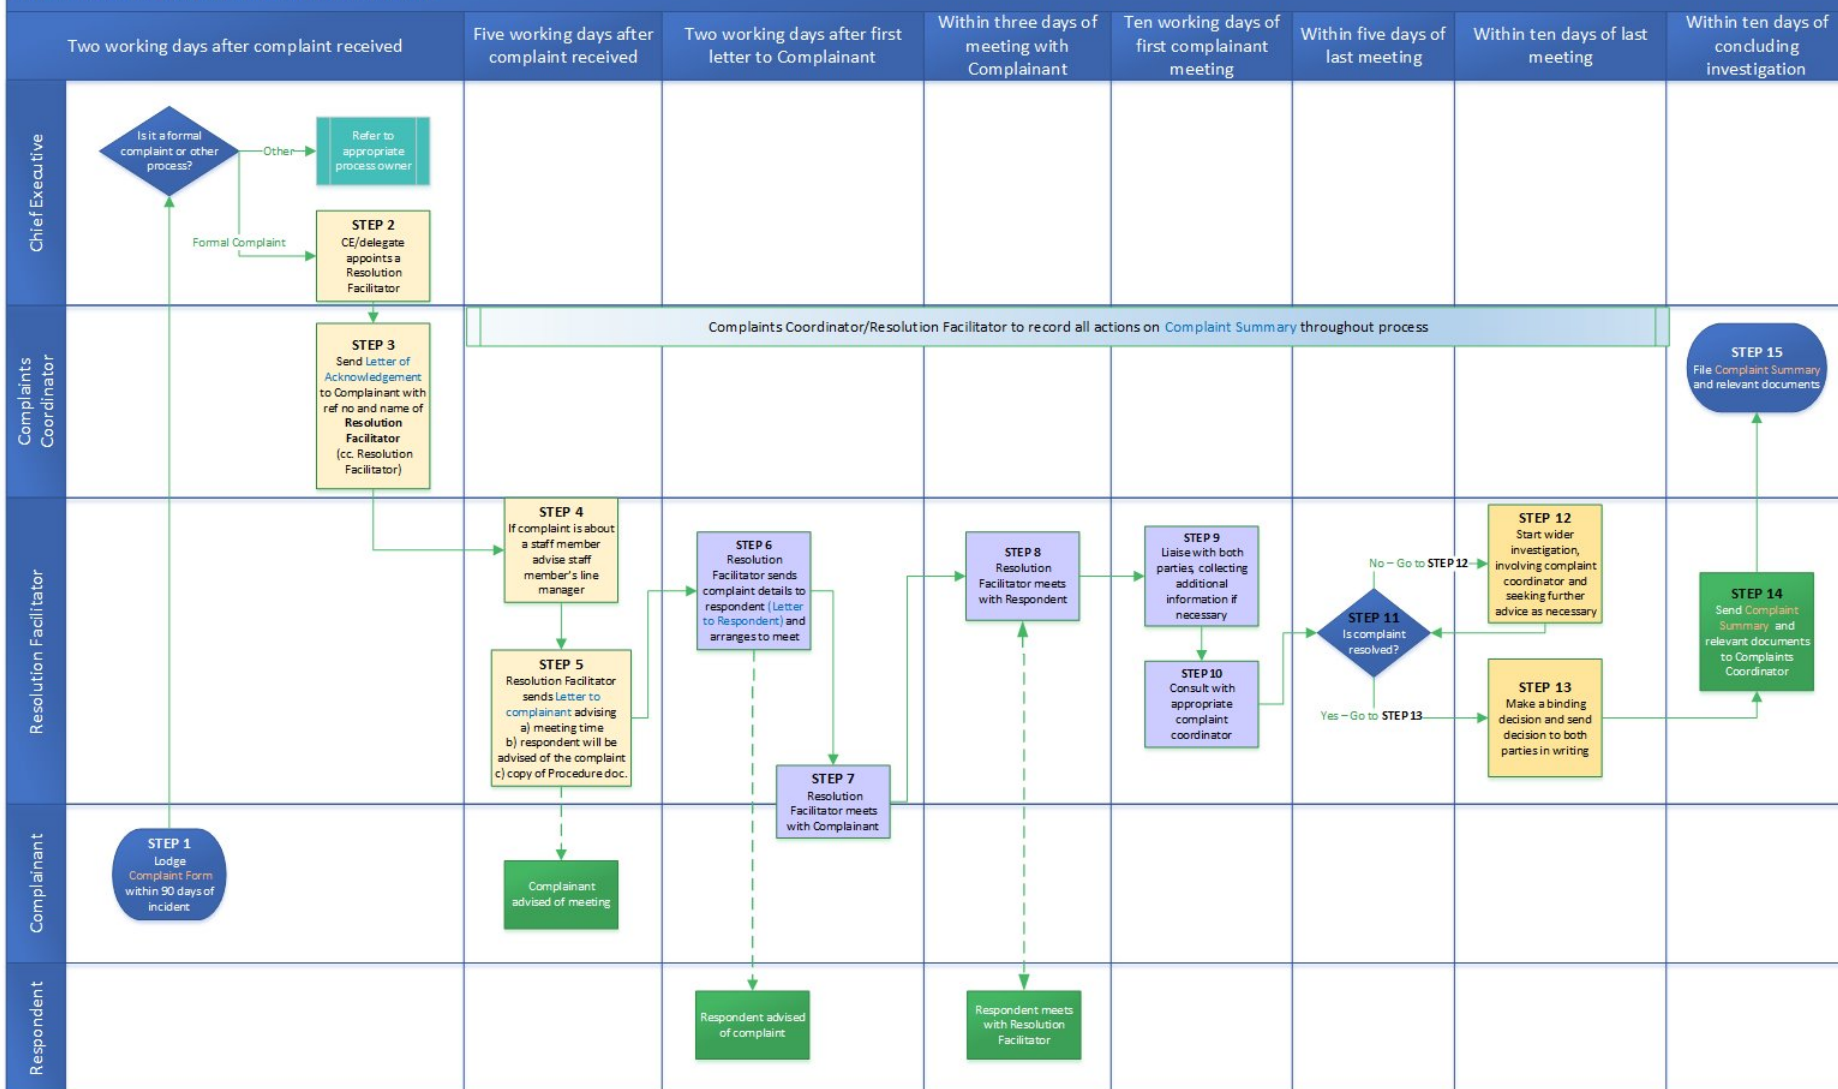 Two working days after complaint received
Five working days after
complaint received
Two working days after first
letter to Complainant
Within three days of
meeting with
Complainant
Ten working days of
first complainant
meeting
Within five days of
last meeting
Within ten days of last
meeting
Within ten days of
concluding
investigation
Chief Executive
Is it a formal
complaint or other
process?
Other
Refer to
appropriate
process owner
Formal Complaint
STEP 2
CE/delegate
appoints a
Resolution
Facilitator
Complaints
Coordinator
STEP 3
Send Letter of
Acknowledgement
to Complainant with
ref no and name of
Resolution
Facilitator
(cc. Resolution
Facilitator)
Complaints Coordinator/Resolution Facilitator to record all actions on Complaint Summary throughout process
STEP 15
File Complaint Summary
and relevant documents
Resolution Facilitator
STEP 4
If complaint is about
a staff member
advise staff
member's line
manager
STEP 5
Resolution Facilitator
sends Letter to
complainant advising
a) meeting time
b) respondent will be
advised of the complaint
c) copy of Procedure doc.
STEP 6
Resolution
Facilitator sends
complaint details to
respondent (Letter
to Respondent) and
arranges to meet
STEP 7
Resolution
Facilitator meets
with Complainant
STEP 8
Resolution
Facilitator meets
with Respondent
STEP 9
Liaise with both
parties, collecting
additional
information if
necessary
STEP 10
Consult with
appropriate
complaint
coordinator
STEP 11
Is complaint
resolved?
No – Go to STEP 12
Yes – Go to STEP 13
STEP 12
Start wider
investigation,
involving complaint
coordinator and
seeking further
advice as necessary
STEP 13
Make a binding
decision and send
decision to both
parties in writing
STEP 14
Send Complaint
Summary and
relevant documents
to Complaints
Coordinator
Complainant
STEP 1
Lodge
Complaint Form
within 90 days of
incident
Complainant
advised of meeting
Respondent
Respondent advised
of complaint
Respondent meets
with Resolution
Facilitator